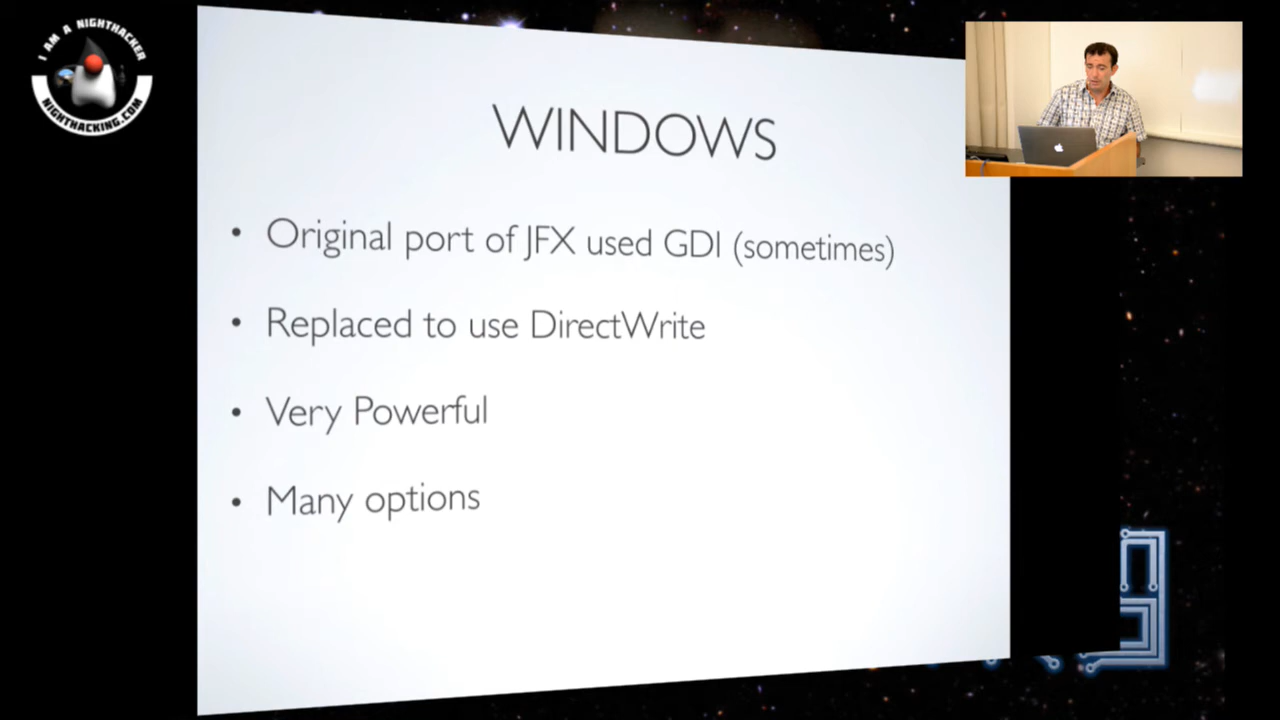 I AM A NIGHTHACKER
NIGHTHACKING.COM
WINDOWS
• Original port of JFX used GDI (sometimes)
• Replaced to use DirectWrite
• Very Powerful
• Many options